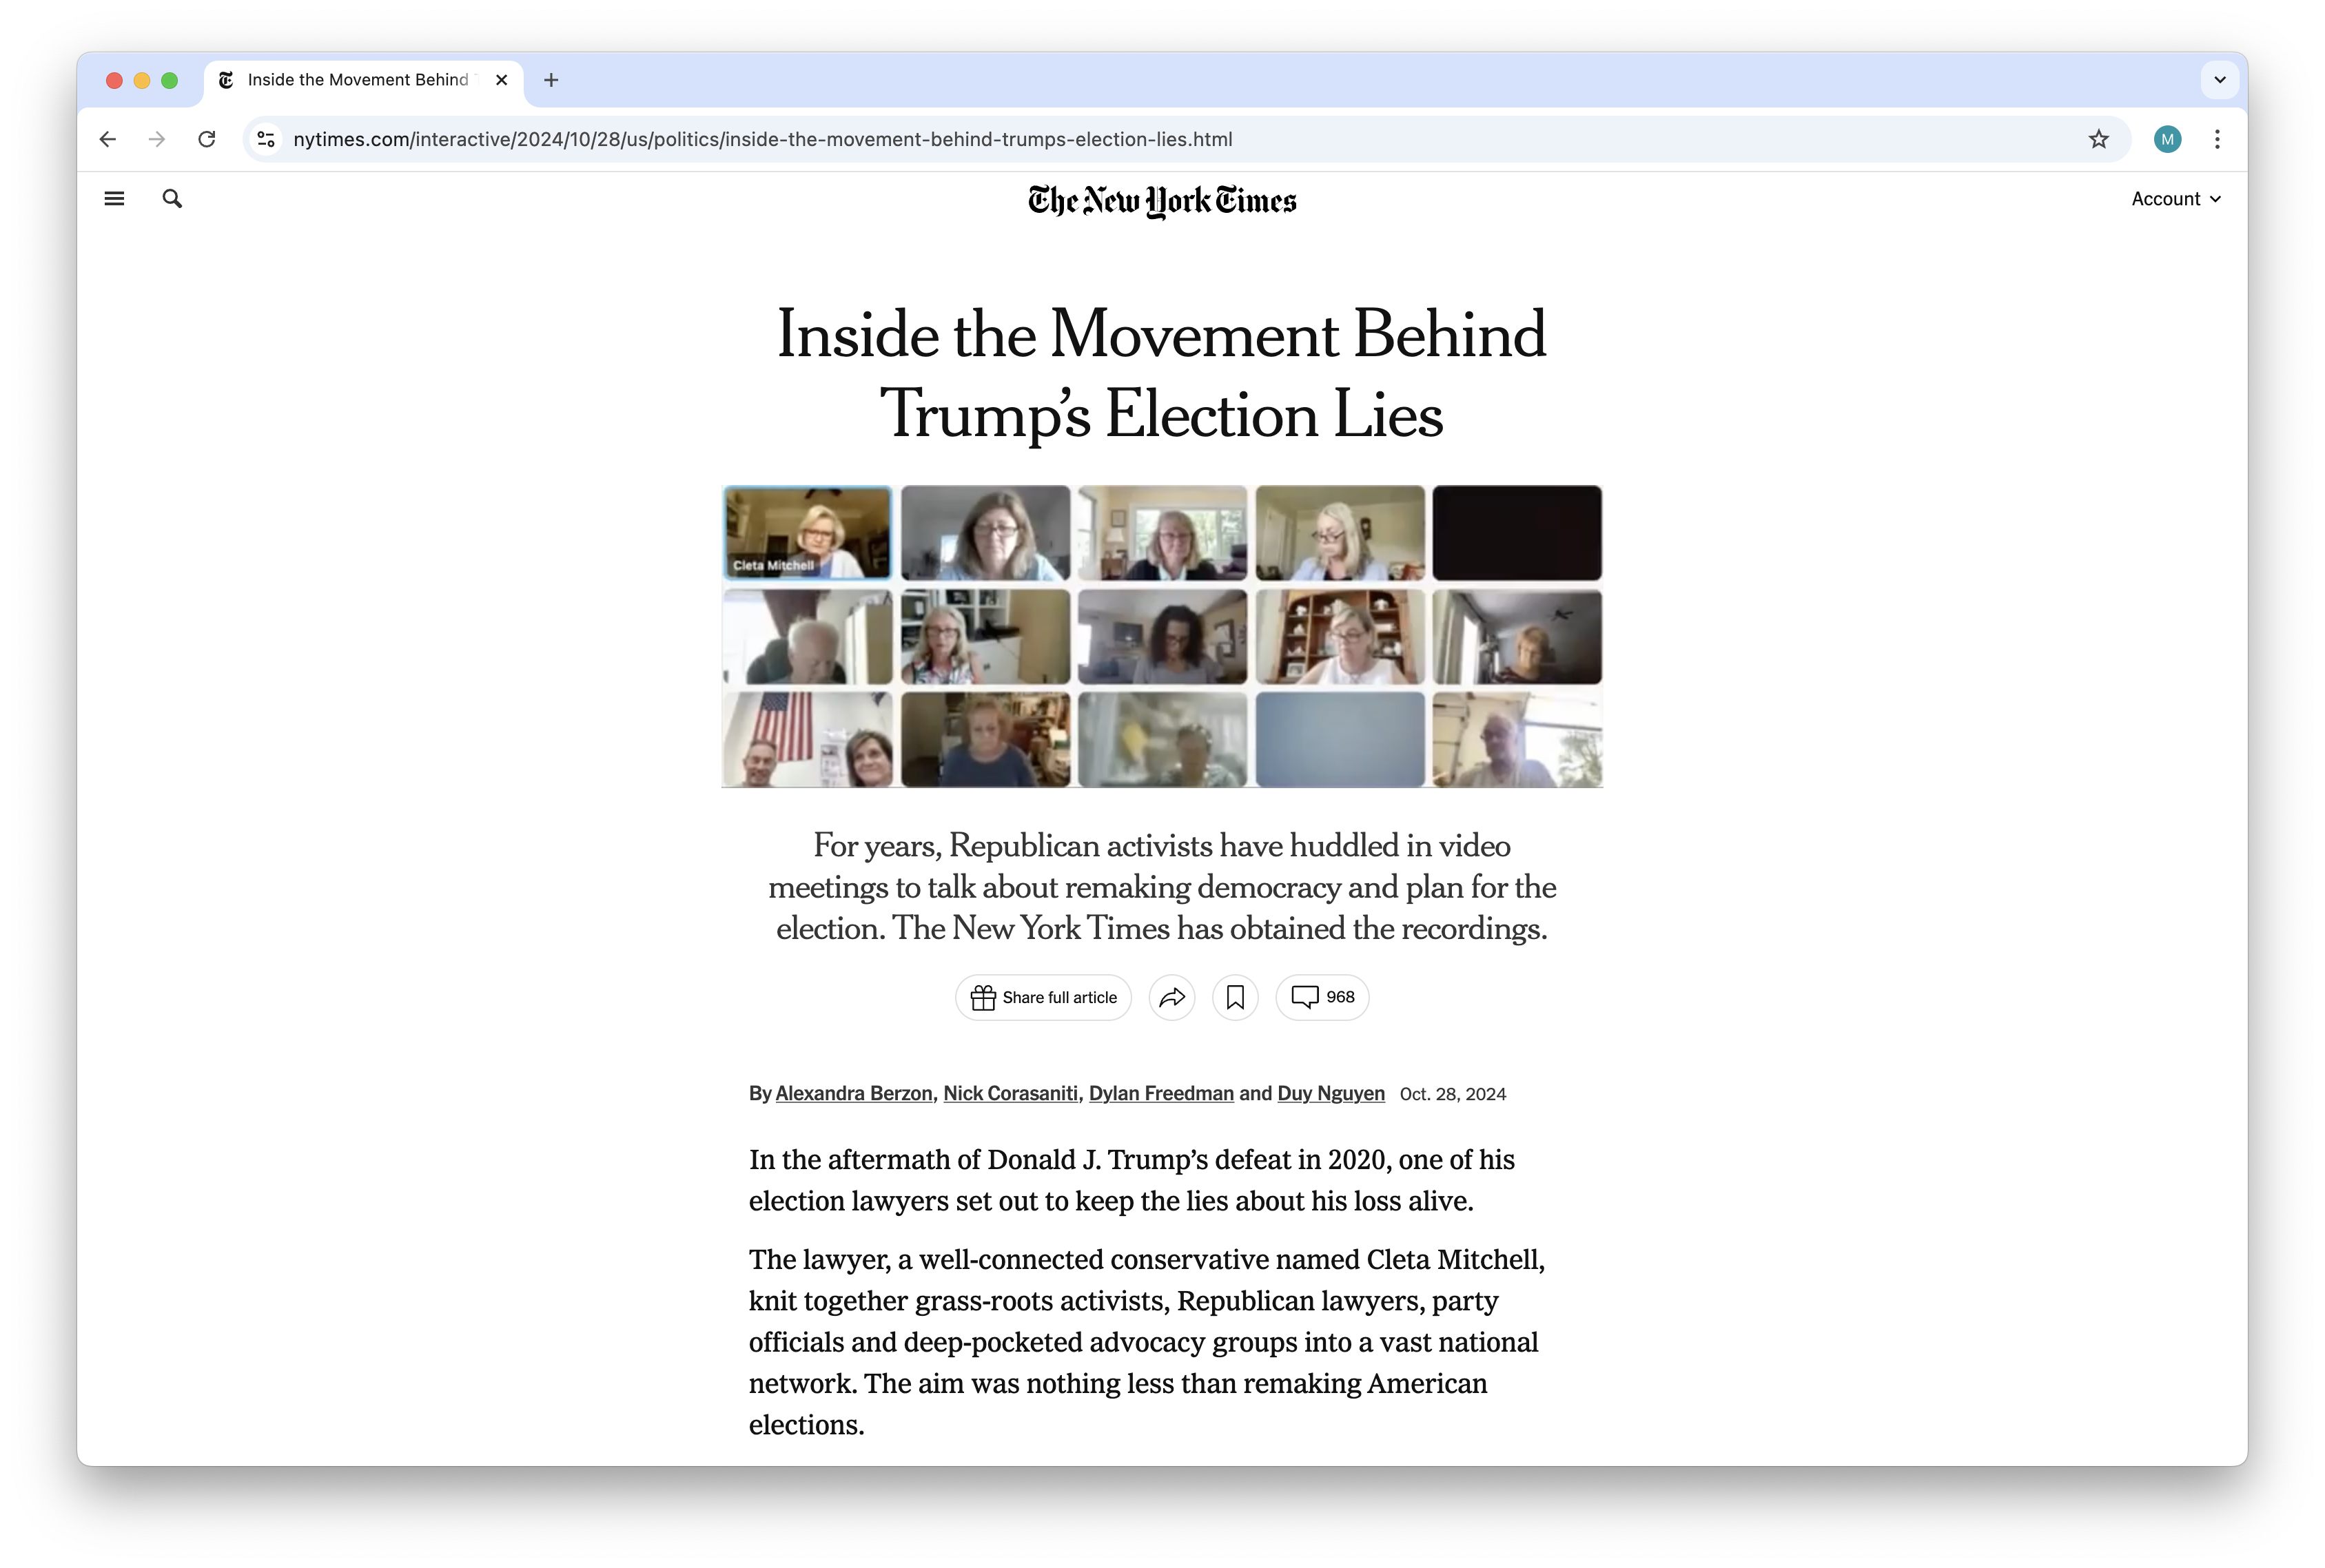 Inside the Movement Behind
nytimes.com/interactive/2024/10/28/us/politics/inside-the-movement-behind-trumps-election-lies.html
M
The New York Times
Account
Inside the Movement Behind
Trump’s Election Lies
Cleta Mitchell
For years, Republican activists have huddled in video
meetings to talk about remaking democracy and plan for the
election. The New York Times has obtained the recordings.
Share full article
968
By Alexandra Berzon, Nick Corasaniti, Dylan Freedman and Duy Nguyen Oct. 28, 2024
In the aftermath of Donald J. Trump’s defeat in 2020, one of his
election lawyers set out to keep the lies about his loss alive.
The lawyer, a well-connected conservative named Cleta Mitchell,
knit together grass-roots activists, Republican lawyers, party
officials and deep-pocketed advocacy groups into a vast national
network. The aim was nothing less than remaking American
elections.